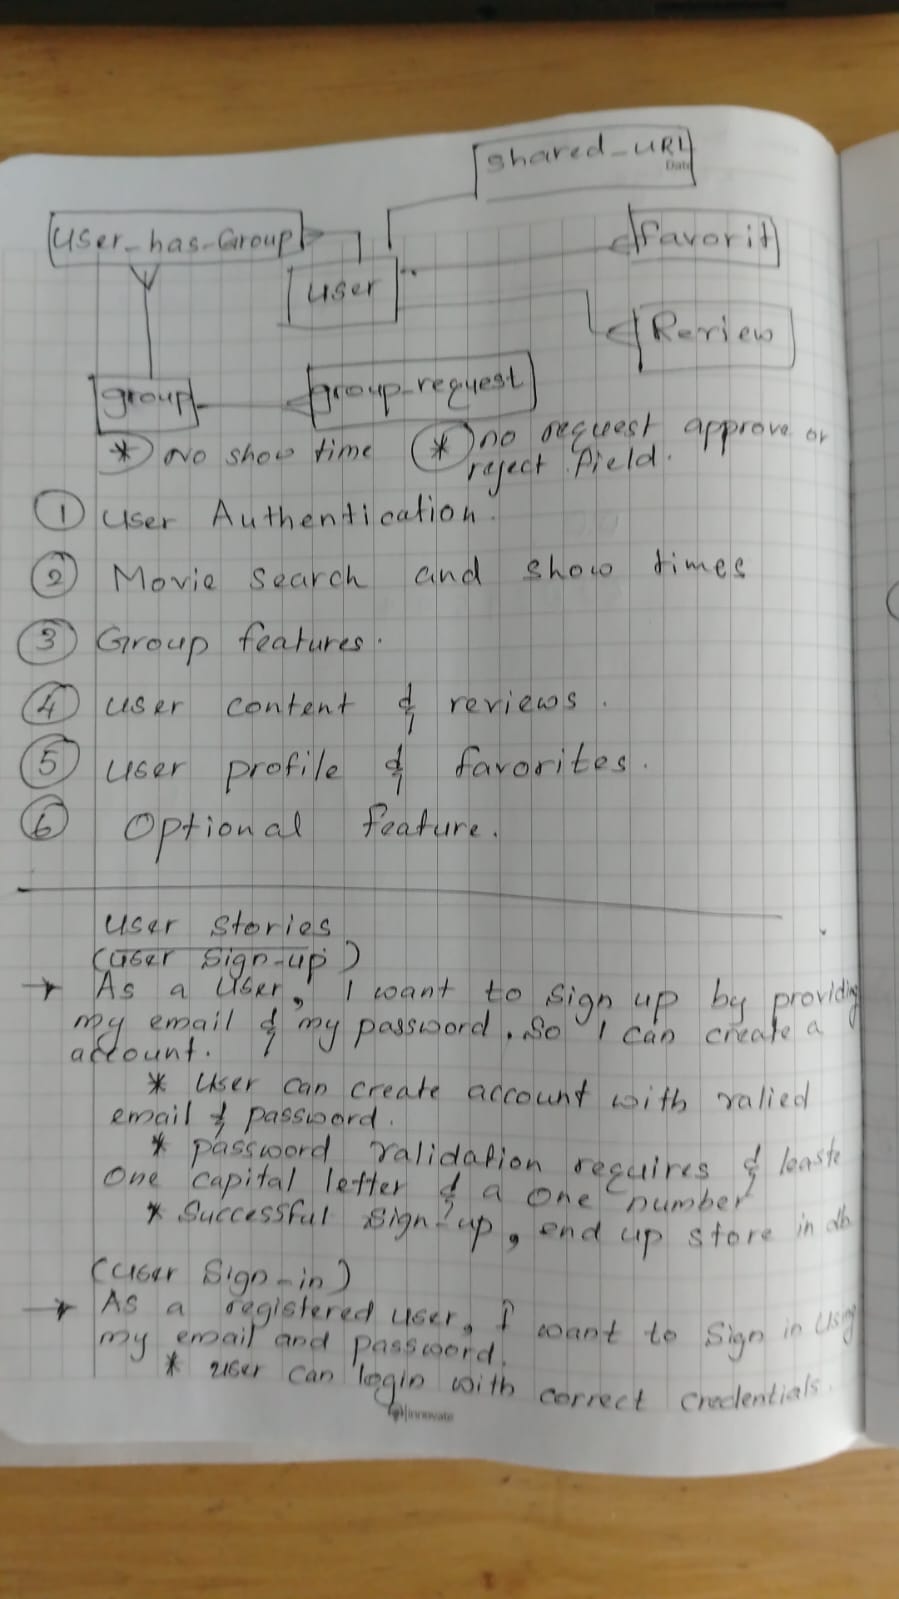 shared_URL
Date
User_has_Group
favorit
user
Review
group
group_request
* No show time * no request approve or
reject field.
1 User Authentication.
2 Movie search and show times
3 Group features.
4 user content & reviews.
5 user profile & favorites.
6 Optional feature.
User Stories
(user sign-up)
→ As a user, I want to sign up by providing
my email & my password. So I can create a
account.
* User can create account with valied
email & password.
* password validation requires & leaste
one capital letter & a one number
* Successful sign-up, end up store in db
(user sign-in)
→ As a registered user, I want to sign in using
my email and password.
* user can login with correct credentials.
innovate